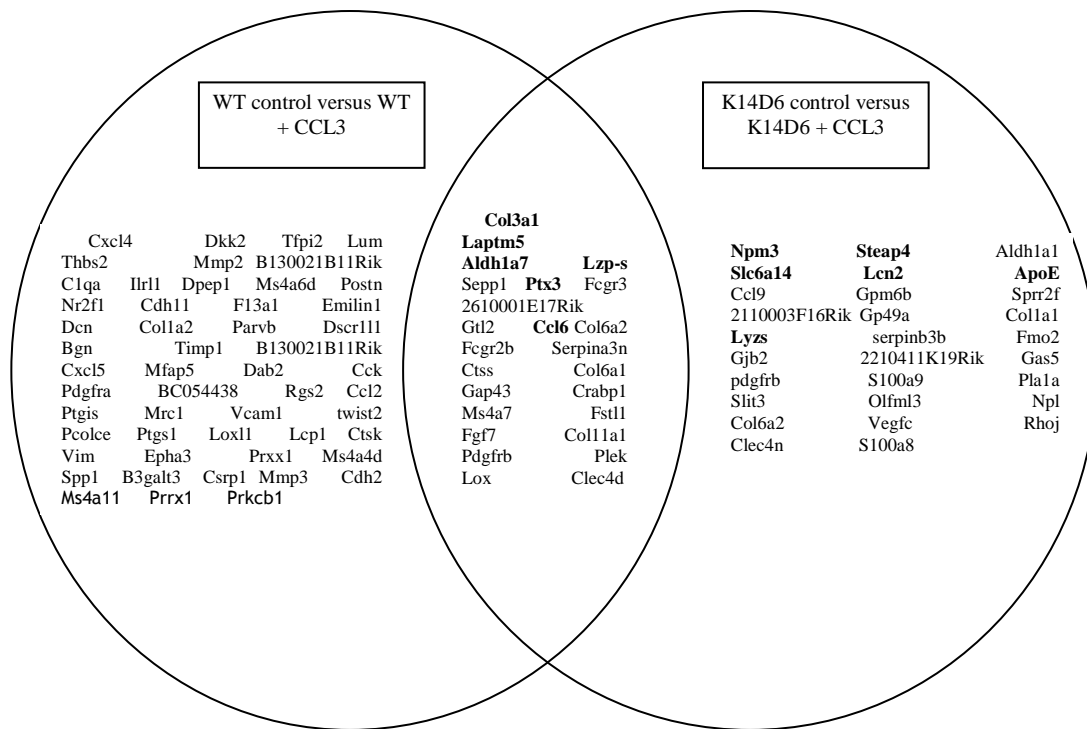 WT control versus WT
+ CCL3
K14D6 control versus
K14D6 + CCL3
Cxcl4 Dkk2 Tfpi2 Lum
Thbs2 Mmp2 B130021B11Rik
C1qa Ilrl1 Dpep1 Ms4a6d Postn
Nr2f1 Cdh11 F13a1 Emilin1
Dcn Col1a2 Parvb Dscr1l1
Bgn Timp1 B130021B11Rik
Cxcl5 Mfap5 Dab2 Cck
Pdgfra BC054438 Rgs2 Ccl2
Ptgis Mrc1 Vcam1 twist2
Pcolce Ptgs1 Loxl1 Lcp1 Ctsk
Vim Epha3 Prxx1 Ms4a4d
Spp1 B3galt3 Csrp1 Mmp3 Cdh2
Ms4a11 Prrx1 Prkcb1
Col3a1
Laptm5
Aldh1a7 Lzp-s
Sepp1 Ptx3 Fcgr3
2610001E17Rik
Gtl2 Ccl6 Col6a2
Fcgr2b Serpina3n
Ctss Col6a1
Gap43 Crabp1
Ms4a7 Fstl1
Fgf7 Col11a1
Pdgfrb Plek
Lox Clec4d
Npm3 Steap4 Aldh1a1
Slc6a14 Lcn2 ApoE
Ccl9 Gpm6b Sprr2f
2110003F16Rik Gp49a Col1a1
Lyzs serpinb3b Fmo2
Gjb2 2210411K19Rik Gas5
pdgfrb S100a9 Pla1a
Slit3 Olfml3 Npl
Col6a2 Vegfc Rhoj
Clec4n S100a8